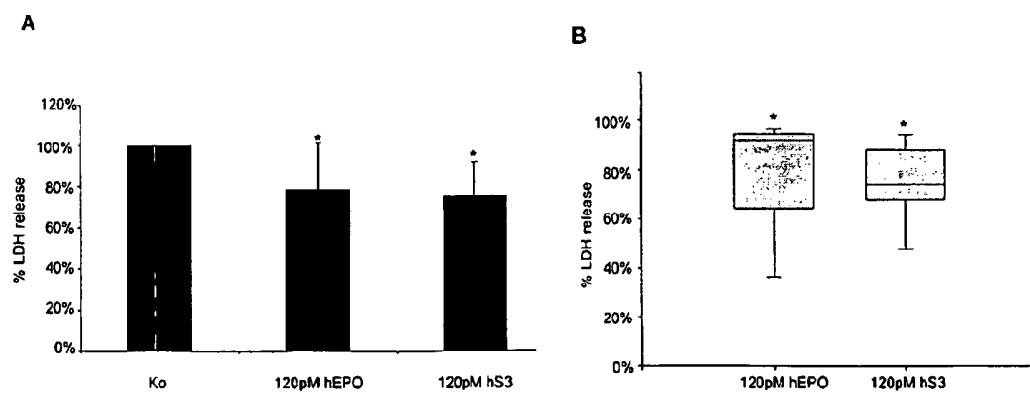 A
% LDH release
120%
100%
80%
60%
40%
20%
0%
*
*
Ko
120pM hEPO
120pM hS3
B
% LDH release
100%
80%
60%
40%
20%
0%
*
*
120pM hEPO
120pM hS3